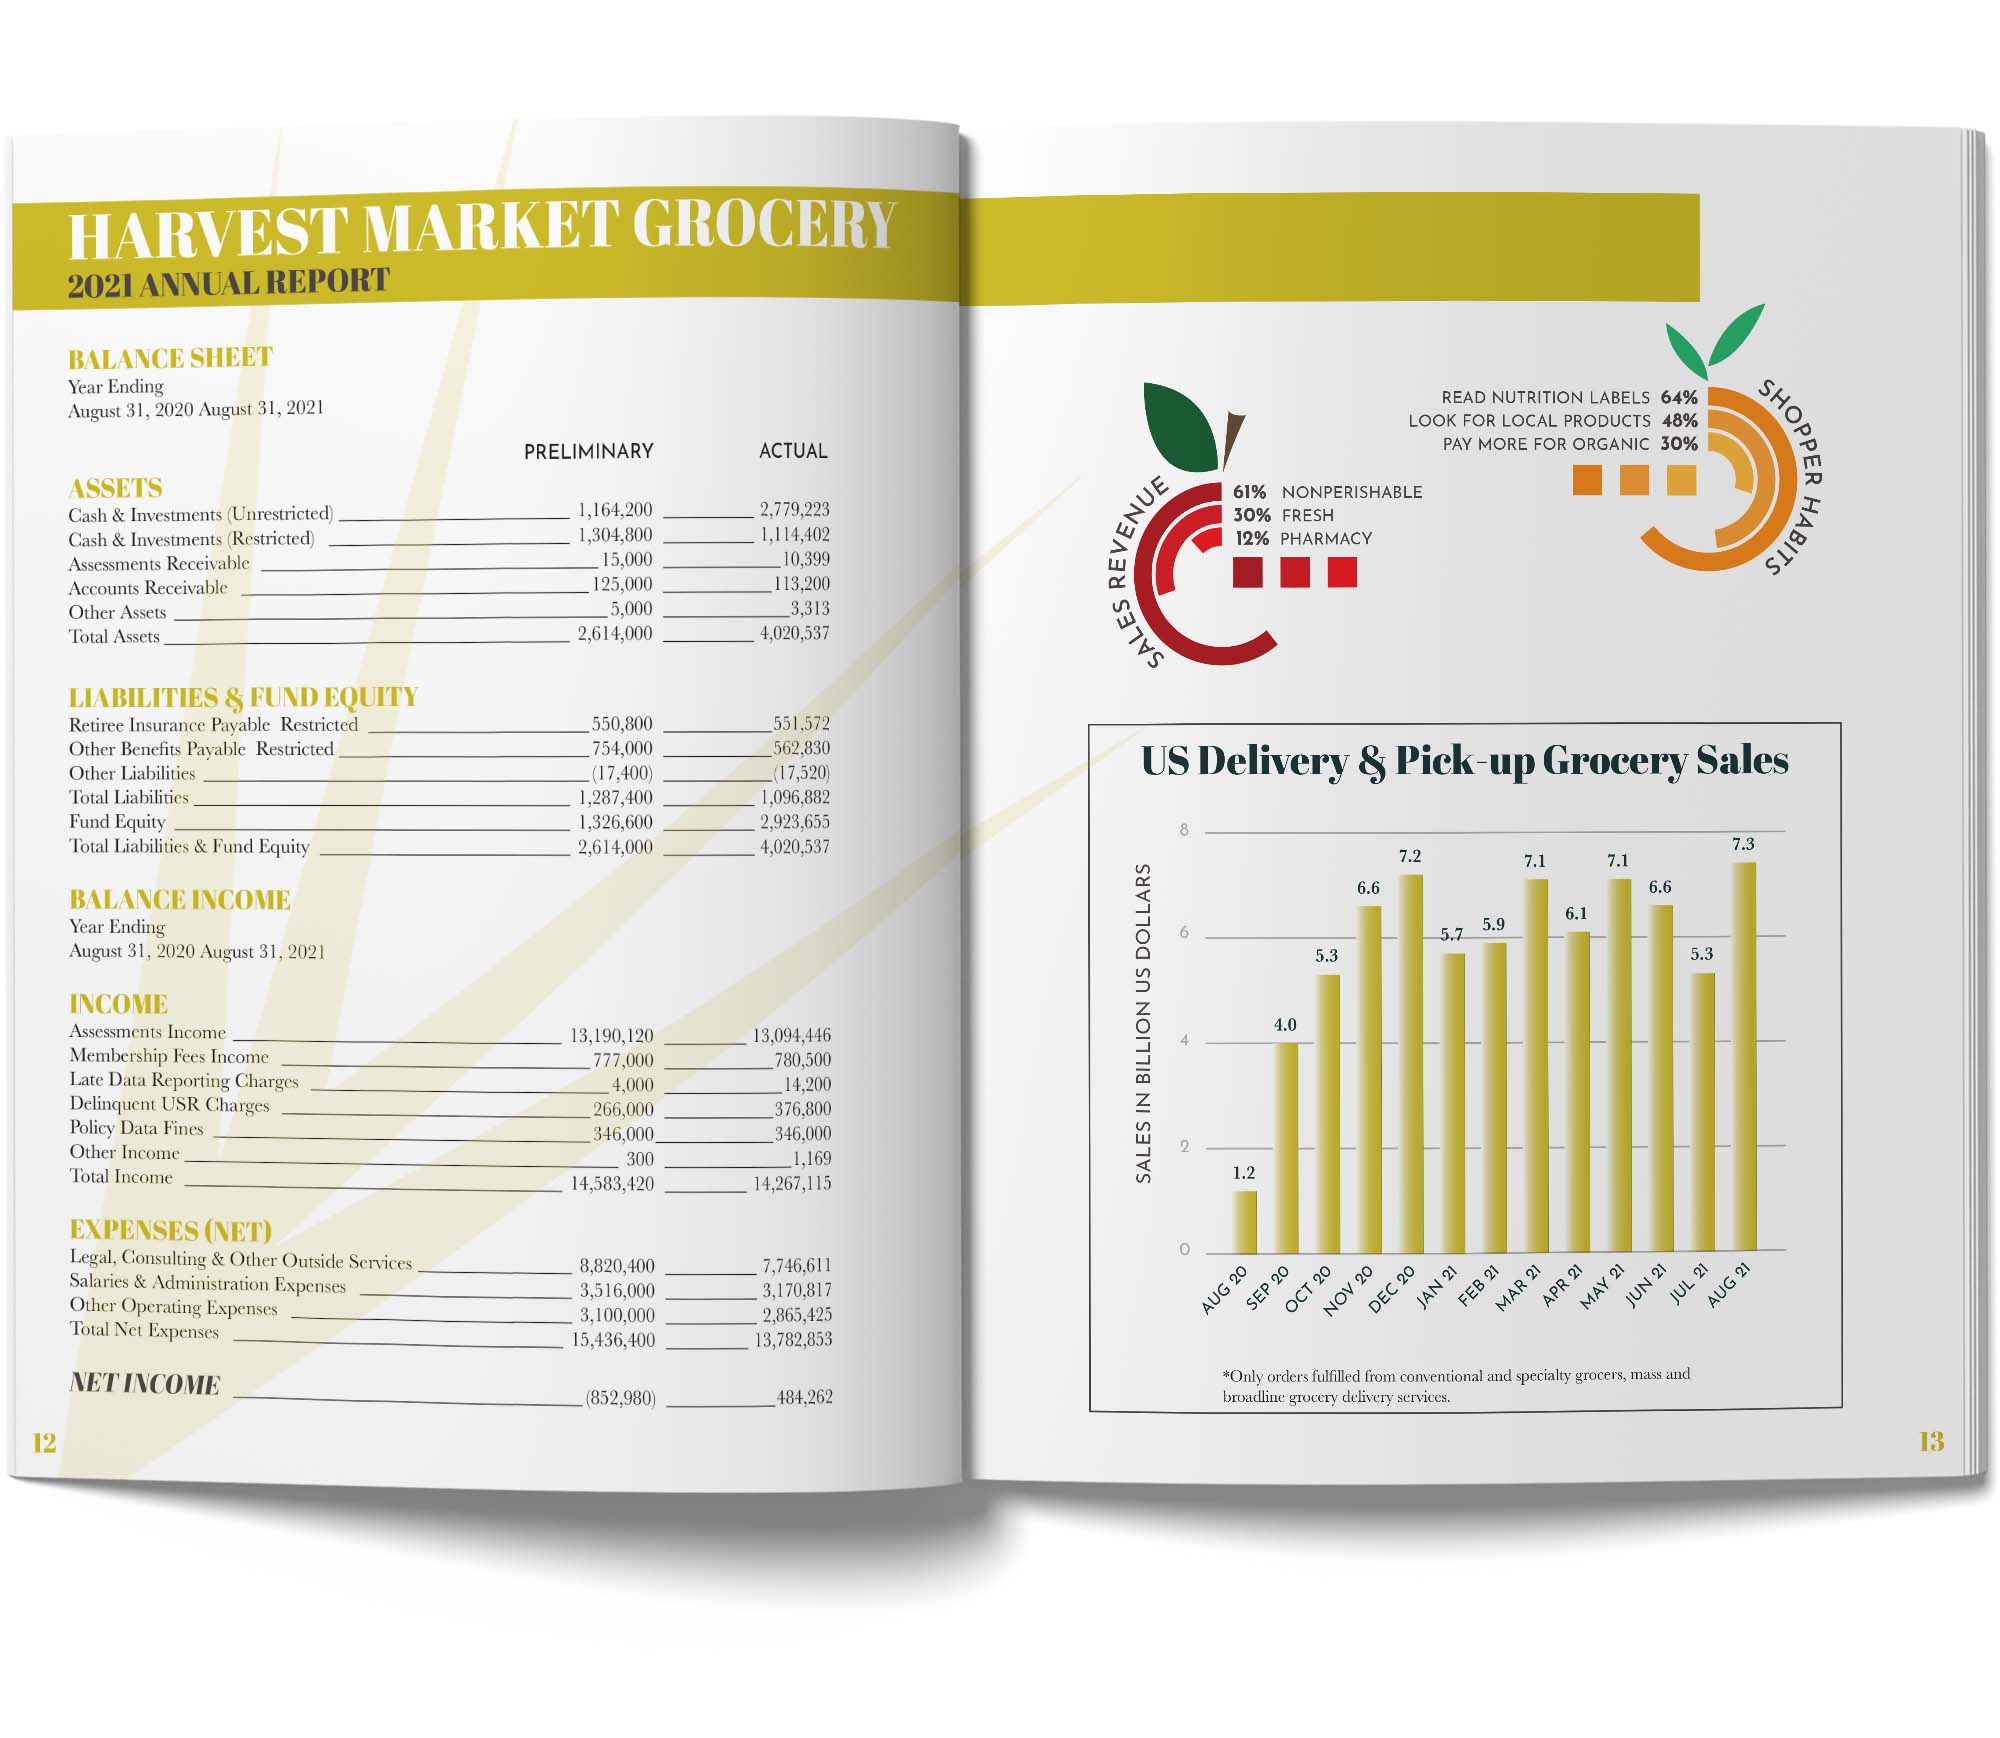 HARVEST MARKET GROCERY
2021 ANNUAL REPORT
BALANCE SHEET
Year Ending
August 31, 2020 August 31, 2021
PRELIMINARY ACTUAL
ASSETS
Cash & Investments (Unrestricted) 1,164,200 2,779,223
Cash & Investments (Restricted) 1,304,800 1,114,402
Assessments Receivable 15,000 10,399
Accounts Receivable 125,000 113,200
Other Assets 5,000 3,313
Total Assets 2,614,000 4,020,537
LIABILITIES & FUND EQUITY
Retiree Insurance Payable Restricted 550,800 551,572
Other Benefits Payable Restricted 754,000 562,830
Other Liabilities (17,400) (17,520)
Total Liabilities 1,287,400 1,096,882
Fund Equity 1,326,600 2,923,655
Total Liabilities & Fund Equity 2,614,000 4,020,537
BALANCE INCOME
Year Ending
August 31, 2020 August 31, 2021
INCOME
Assessments Income 13,190,120 13,094,446
Membership Fees Income 777,000 780,500
Late Data Reporting Charges 4,000 14,200
Delinquent USR Charges 266,000 376,800
Policy Data Fines 346,000 346,000
Other Income 300 1,169
Total Income 14,583,420 14,267,115
EXPENSES (NET)
Legal, Consulting & Other Outside Services 8,820,400 7,746,611
Salaries & Administration Expenses 3,516,000 3,170,817
Other Operating Expenses 3,100,000 2,865,425
Total Net Expenses 15,436,400 13,782,853
NET INCOME (852,980) 484,262
12
SALES REVENUE
61% NONPERISHABLE
30% FRESH
12% PHARMACY
READ NUTRITION LABELS 64%
LOOK FOR LOCAL PRODUCTS 48%
PAY MORE FOR ORGANIC 30%
SHOPPER HABITS
US Delivery & Pick-up Grocery Sales
SALES IN BILLION US DOLLARS
8
6
4
2
0
1.2 4.0 5.3 6.6 7.2 5.7 5.9 7.1 6.1 7.1 6.6 5.3 7.3
AUG 20 SEP 20 OCT 20 NOV 20 DEC 20 JAN 21 FEB 21 MAR 21 APR 21 MAY 21 JUN 21 JUL 21 AUG 21
*Only orders fulfilled from conventional and specialty grocers, mass and
broadline grocery delivery services.
13